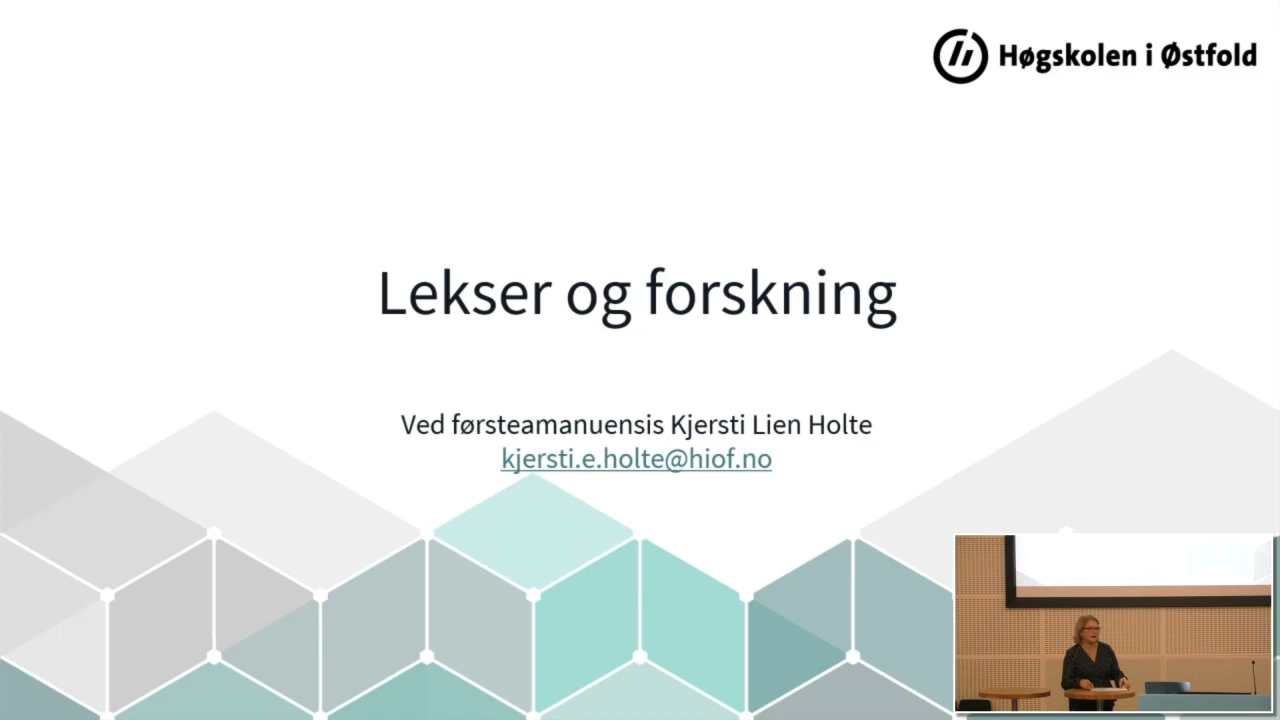 Høgskolen i Østfold
Lekser og forskning
Ved førsteamanuensis Kjersti Lien Holte
kjersti.e.holte@hiof.no